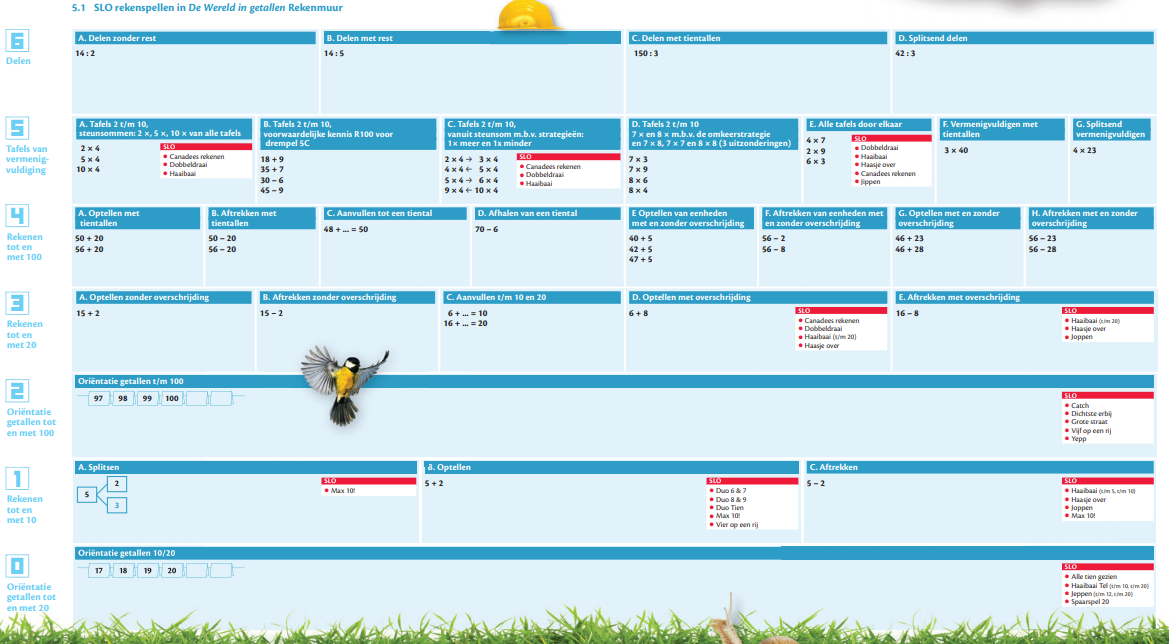 5.1 SLO rekenspellen in De Wereld in getallen Rekenmuur
6
Delen
A. Delen zonder rest
14 : 2
B. Delen met rest
14 : 5
C. Delen met tientallen
150 : 3
D. Splitsend delen
42 : 3
5
Tafels van
vermenig-
vuldiging
A. Tafels 2 t/m 10,
steunsommen: 2 ×, 5 ×, 10 × van alle tafels
2 × 4
5 × 4
10 × 4
SLO
• Canadees rekenen
• Dobbeldraai
• Haaibaai
B. Tafels 2 t/m 10,
voorwaardelijke kennis R100 voor
drempel 5C
18 + 9
35 + 7
30 – 6
45 – 9
C. Tafels 2 t/m 10,
vanuit steunsom m.b.v. strategieën:
1× meer en 1x minder
2 × 4 → 3 × 4
4 × 4 ← 5 × 4
5 × 4 → 6 × 4
9 × 4 ← 10 × 4
SLO
• Canadees rekenen
• Dobbeldraai
• Haaibaai
D. Tafels 2 t/m 10
7 × en 8 × m.b.v. de omkeerstrategie
en 7 × 8, 7 × 7 en 8 × 8 (3 uitzonderingen)
7 × 3
7 × 9
8 × 6
8 × 4
E. Alle tafels door elkaar
4 × 7
2 × 9
6 × 3
SLO
• Dobbeldraai
• Haaibaai
• Haasje over
• Canadees rekenen
• Jippen
F. Vermenigvuldigen met
tientallen
3 × 40
G. Splitsend
vermenigvuldigen
4 × 23
4
Rekenen
tot en
met 100
A. Optellen met
tientallen
50 + 20
56 + 20
B. Aftrekken met
tientallen
50 – 20
56 – 20
C. Aanvullen tot een tiental
48 + ... = 50
D. Afhalen van een tiental
70 – 6
E Optellen van eenheden
met en zonder overschrijding
40 + 5
42 + 5
47 + 5
F. Aftrekken van eenheden met
en zonder overschrijding
56 – 2
56 – 8
G. Optellen met en zonder
overschrijding
46 + 23
46 + 28
H. Aftrekken met en zonder
overschrijding
56 – 23
56 – 28
3
Rekenen
tot en
met 20
A. Optellen zonder overschrijding
15 + 2
B. Aftrekken zonder overschrijding
15 – 2
C. Aanvullen t/m 10 en 20
6 + ... = 10
16 + ... = 20
D. Optellen met overschrijding
6 + 8
SLO
• Canadees rekenen
• Dobbeldraai
• Haaibaai (t/m 20)
• Haasje over
E. Aftrekken met overschrijding
16 – 8
SLO
• Haaibaai (t/m 20)
• Haasje over
• Joppen
2
Oriëntatie
getallen tot
en met 100
Oriëntatie getallen t/m 100
97 98 99 100
SLO
• Catch
• Dichtste erbij
• Grote straat
• Vijf op een rij
• Yepp
1
Rekenen
tot en
met 10
A. Splitsen
5
2
3
SLO
• Max 10!
B. Optellen
5 + 2
SLO
• Duo 6 & 7
• Duo 8 & 9
• Duo Tien
• Max 10!
• Vier op een rij
C. Aftrekken
5 – 2
SLO
• Haaibaai (t/m 5, t/m 10)
• Haasje over
• Joppen
• Max 10!
0
Oriëntatie
getallen tot
en met 20
Oriëntatie getallen 10/20
17 18 19 20
SLO
• Alle tien gezien
• Haaibaai Tel (t/m 10, t/m 20)
• Jeppen (t/m 12, t/m 20)
• Spaarspel 20